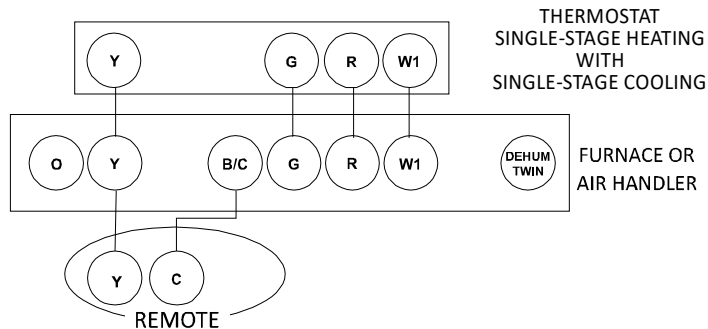 THERMOSTAT
SINGLE-STAGE HEATING
WITH
SINGLE-STAGE COOLING
Y G R W1
O Y B/C G R W1 DEHUM
TWIN
FURNACE OR
AIR HANDLER
Y C
REMOTE